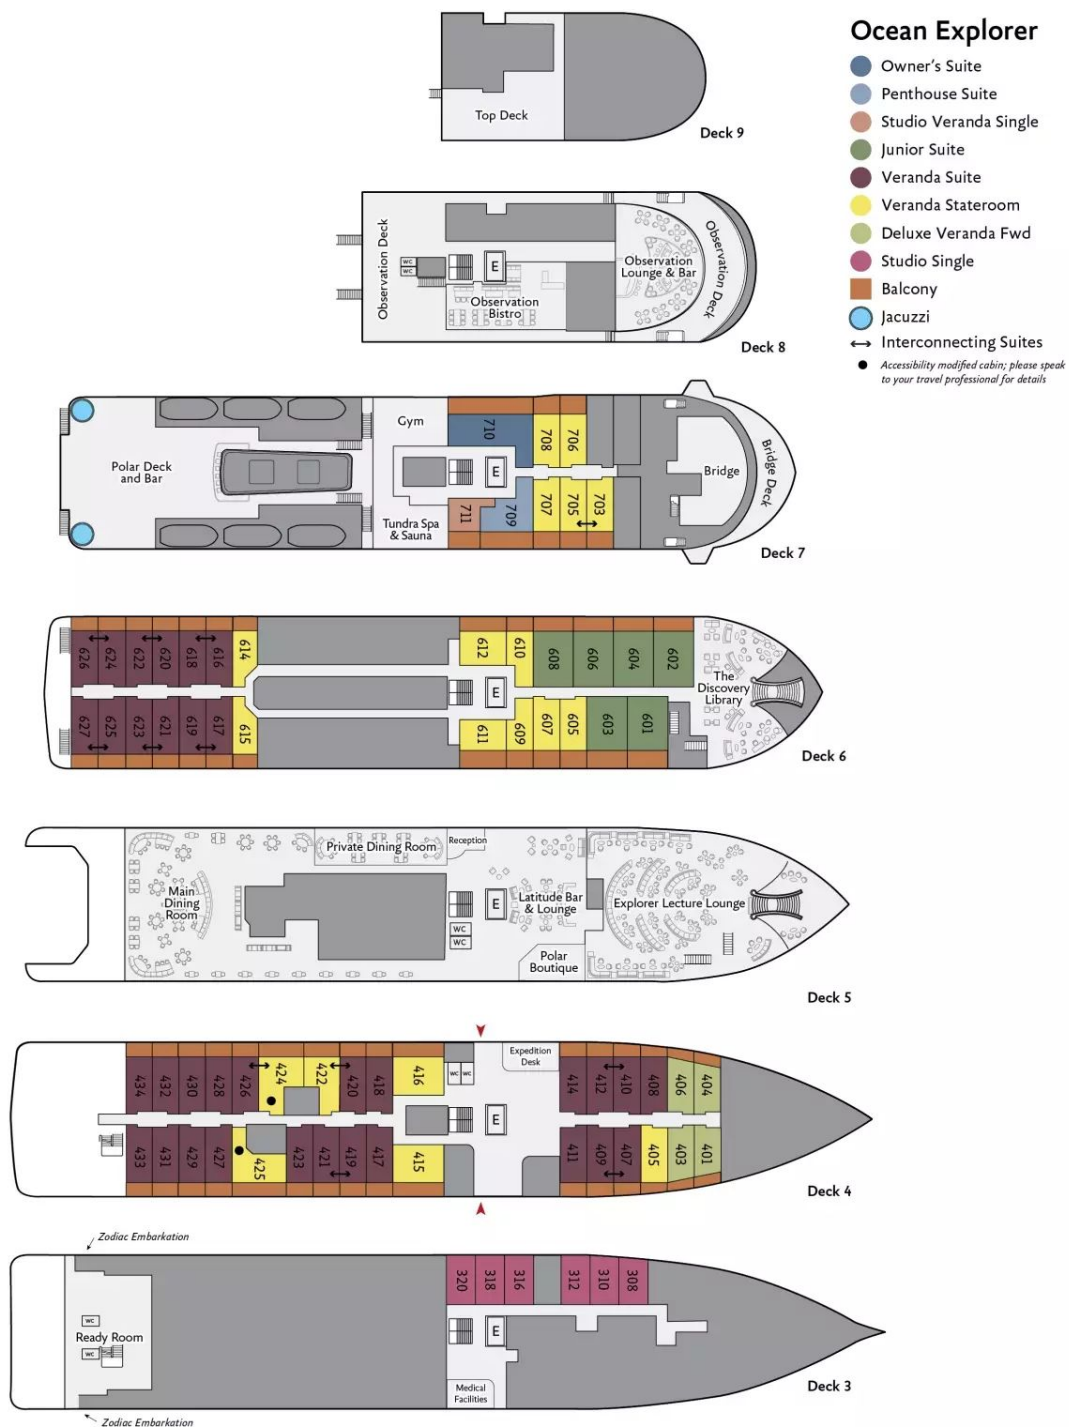 Ocean Explorer
Owner's Suite
Penthouse Suite
Studio Veranda Single
Junior Suite
Veranda Suite
Veranda Stateroom
Deluxe Veranda Fwd
Studio Single
Balcony
Jacuzzi
Interconnecting Suites
Accessibility modified cabin; please speak
to your travel professional for details
Top Deck
Deck 9
Observation Deck
WC
WC
E
Observation
Bistro
Observation
Lounge & Bar
Observation Deck
Deck 8
Polar Deck
and Bar
Gym
Tundra Spa
& Sauna
E
710
708
706
711
709
707
705
703
Bridge
Bridge Deck
Deck 7
626
624
622
620
618
616
614
612
610
608
606
604
602
627
625
623
621
619
617
615
611
609
607
605
603
601
E
The
Discovery
Library
Deck 6
Main
Dining
Room
Private Dining Room
Reception
E
WC
WC
Latitude Bar
& Lounge
Polar
Boutique
Explorer Lecture Lounge
Deck 5
434
432
430
428
426
424
422
420
418
416
WC
WC
Expedition
Desk
414
412
410
408
406
404
E
433
431
429
427
425
423
421
419
417
415
411
409
407
405
403
401
Deck 4
Zodiac Embarkation
WC
Ready Room
WC
320
318
316
312
310
308
E
Medical
Facilities
Deck 3
Zodiac Embarkation